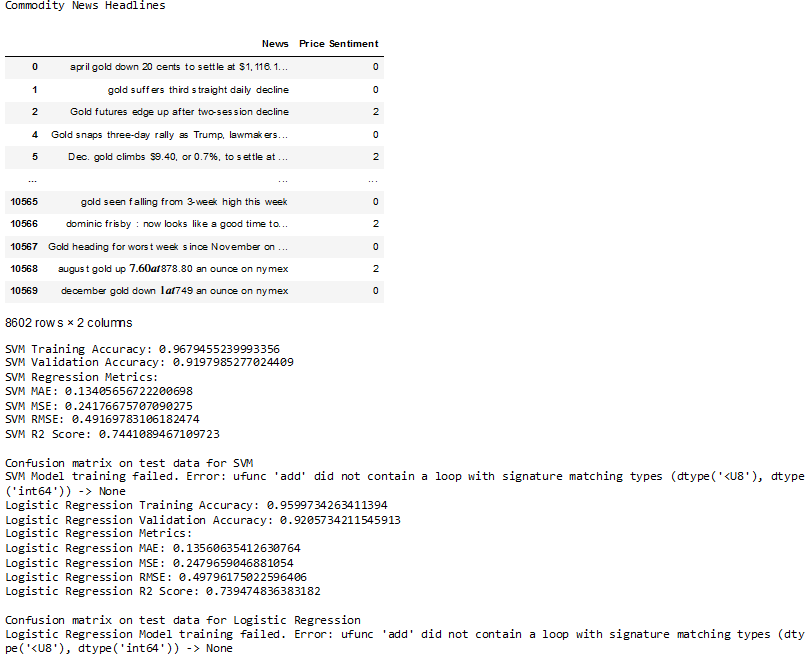 Commodity News Headlines
News Price Sentiment
0 april gold down 20 cents to settle at $1,116.1... 0
1 gold suffers third straight daily decline 0
2 Gold futures edge up after two-session decline 2
4 Gold snaps three-day rally as Trump, lawmakers... 0
5 Dec. gold climbs $9.40, or 0.7%, to settle at ... 2
... ... ...
10565 gold seen falling from 3-week high this week 0
10566 dominic frisby : now looks like a good time to... 2
10567 Gold heading for worst week since November on ... 0
10568 august gold up 7.60at878.80 an ounce on nymex 2
10569 december gold down 1at749 an ounce on nymex 0
8602 rows × 2 columns
SVM Training Accuracy: 0.9679455239993356
SVM Validation Accuracy: 0.9197985277024409
SVM Regression Metrics:
SVM MAE: 0.13405656722200698
SVM MSE: 0.24176675707090275
SVM RMSE: 0.49169783106182474
SVM R2 Score: 0.7441089467109723
Confusion matrix on test data for SVM
SVM Model training failed. Error: ufunc 'add' did not contain a loop with signature matching types (dtype('<U8'), dtype
('int64')) -> None
Logistic Regression Training Accuracy: 0.9599734263411394
Logistic Regression Validation Accuracy: 0.9205734211545913
Logistic Regression Metrics:
Logistic Regression MAE: 0.13560635412630764
Logistic Regression MSE: 0.2479659046881054
Logistic Regression RMSE: 0.49796175022596406
Logistic Regression R2 Score: 0.739474836383182
Confusion matrix on test data for Logistic Regression
Logistic Regression Model training failed. Error: ufunc 'add' did not contain a loop with signature matching types (dty
pe('<U8'), dtype('int64')) -> None